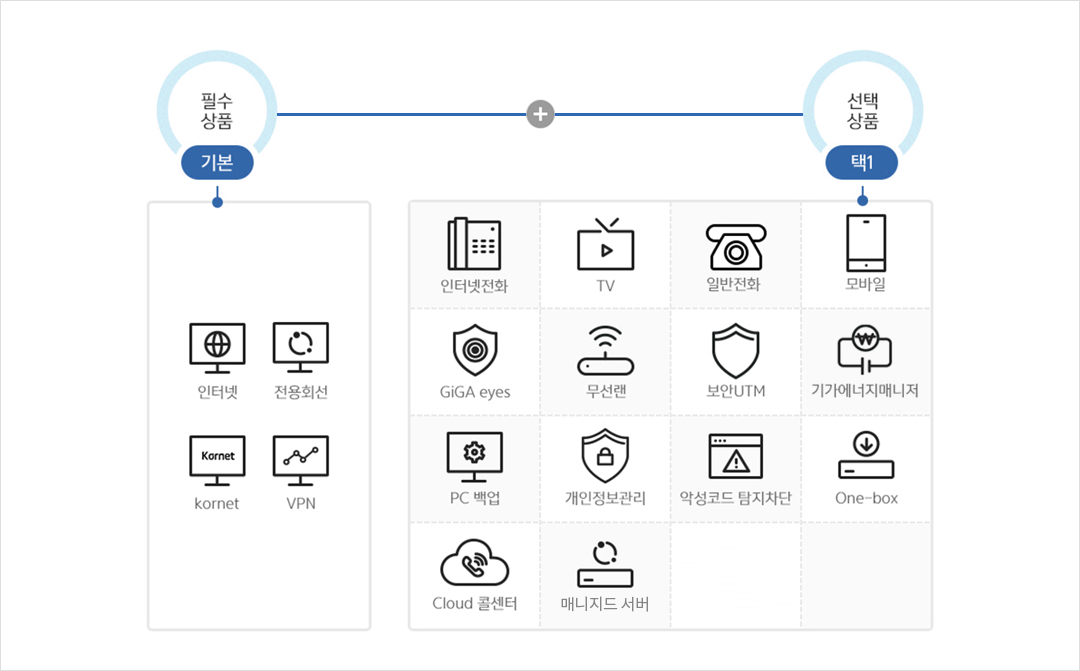 필수
상품
기본
선택
상품
택1
인터넷
전용회선
Kornet
kornet
VPN
인터넷전화
TV
일반전화
모바일
GiGA eyes
무선랜
보안UTM
기가에너지매니저
PC 백업
개인정보관리
악성코드 탐지차단
One-box
Cloud 콜센터
매니지드 서버